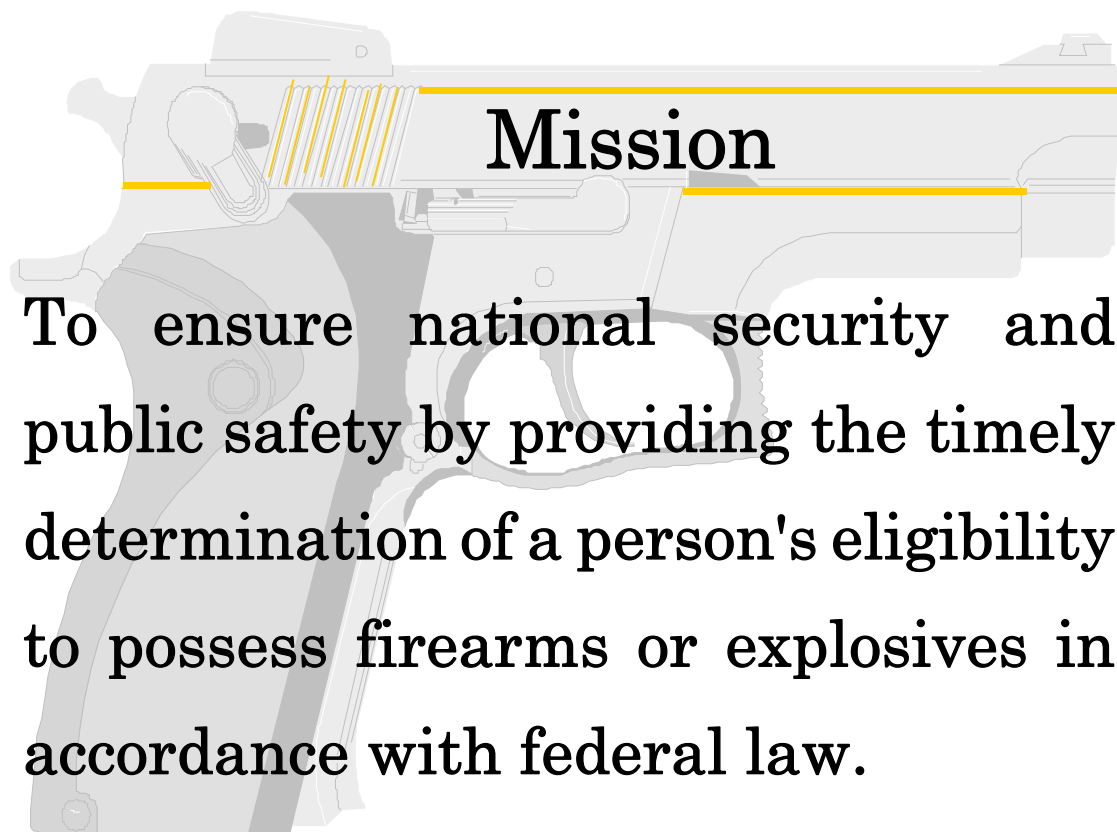 Mission
To ensure national security and
public safety by providing the timely
determination of a person's eligibility
to possess firearms or explosives in
accordance with federal law.